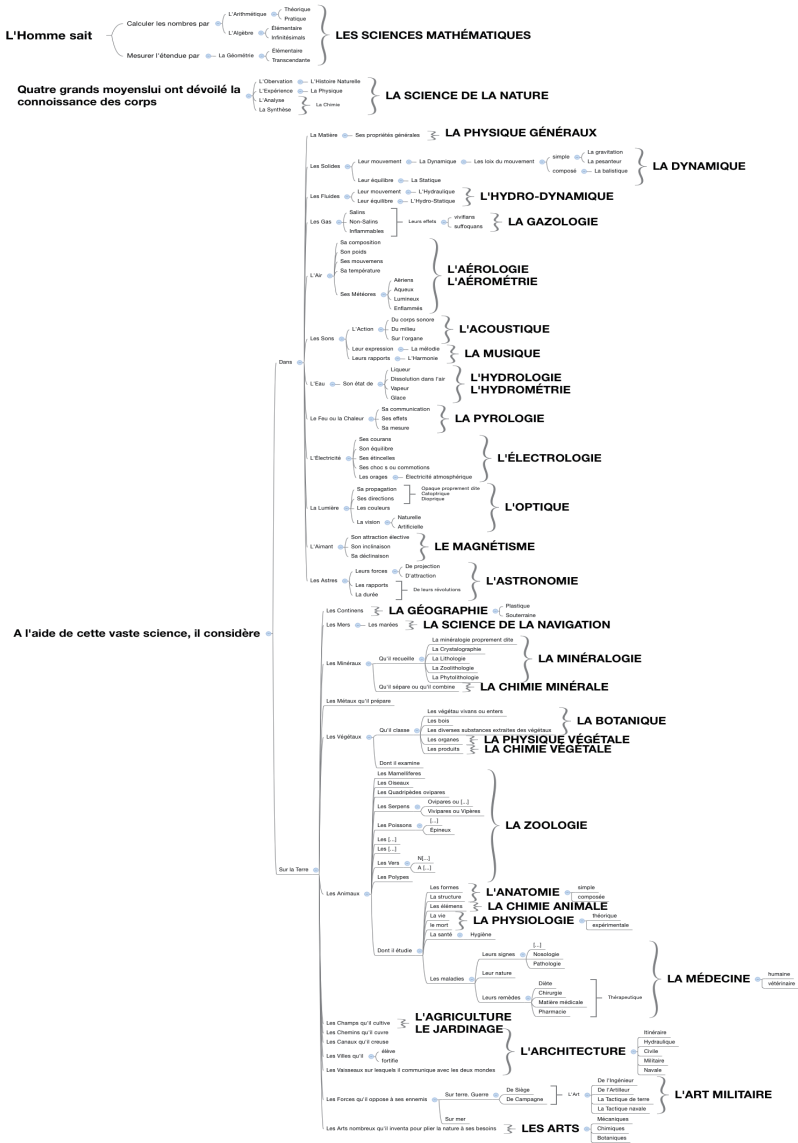 L'Homme sait
Calculer les nombres par
L'Arithmétique
Théorique
Pratique
L'Algèbre
Elémentaire
Infinitésimals
Mesurer l'étendue par
La Géométrie
Elémentaire
Transcendante
LES SCIENCES MATHÉMATIQUES
Quatre grands moyenslui ont dévoilé la
connoissance des corps
L'Obervation
L'Histoire Naturelle
L'Expérience
La Physique
L'Analyse
La Synthèse
La Chimie
LA SCIENCE DE LA NATURE
A l'aide de cette vaste science, il considère
Dans
La Matière
Ses propriétés générales
LA PHYSIQUE GÉNÉRAUX
Les Solides
Leur mouvement
La Dynamique
Les loix du mouvement
simple
La gravitation
La pesanteur
composé
La balistique
Leur équilibre
La Statique
LA DYNAMIQUE
Les Fluides
Leur mouvement
L'Hydraulique
Leur équilibre
L'Hydro-Statique
L'HYDRO-DYNAMIQUE
Les Gas
Salins
Non-Salins
Inflammables
Leurs effets
vivifians
suffoquans
LA GAZOLOGIE
L'Air
Sa composition
Son poids
Ses mouvemens
Sa température
Ses Météores
Aëriens
Aqueux
Lumineux
Enflammés
L'AÉROLOGIE
L'AÉROMÉTRIE
Les Sons
L'Action
Du corps sonore
Du milieu
Sur l'organe
L'ACOUSTIQUE
Leur expression
La mélodie
Leurs rapports
L'Harmonie
LA MUSIQUE
L'Eau
Son état de
Liqueur
Dissolution dans l'air
Vapeur
Glace
L'HYDROLOGIE
L'HYDROMÉTRIE
Le Feu ou la Chaleur
Sa communication
Ses effets
Sa mesure
LA PYROLOGIE
L'Electricité
Ses courans
Son équilibre
Ses étincelles
Ses choc s ou commotions
Les orages
Électricité atmosphérique
L'ÉLECTROLOGIE
La Lumière
Sa propagation
Ses directions
Opaque proprement dite
Catoptrique
Dioprique
Les couleurs
La vision
Naturelle
Artificielle
L'OPTIQUE
L'Aimant
Son attraction élective
Son inclinaison
Sa déclinaison
LE MAGNÉTISME
Les Astres
Leurs forces
De projection
D'attraction
Les rapports
La durée
De leurs révolutions
L'ASTRONOMIE
Sur la Terre
Les Continens
LA GÉOGRAPHIE
Plastique
Souterraine
Les Mers
Les marées
LA SCIENCE DE LA NAVIGATION
Les Minéraux
Qu'il recueille
La minéralogie proprement dite
La Crystalographie
La Lithologie
La Zoolithologie
La Phytolithologie
LA MINÉRALOGIE
Qu'il sépare ou qu'il combine
LA CHIMIE MINÉRALE
Les Métaux qu'il prépare
Les Végétaux
Qu'il classe
Les végétau vivans ou enters
Les bois
Les diverses substances extraites des végétaux
LA BOTANIQUE
Les organes
LA PHYSIQUE VÉGÉTALE
Les produits
LA CHIMIE VÉGÉTALE
Dont il examine
Les Animaux
Les Mamellifères
Les Oiseaux
Les Quadripèdes ovipares
Les Serpens
Ovipares ou [...]
Vivipares ou Vipères
Les Poissons
[...]
Epineux
Les [...]
Les [...]
Les Vers
N[...]
A [...]
Les Polypes
LA ZOOLOGIE
Dont il étudie
Les formes
La structure
L'ANATOMIE
simple
composée
Les élémens
LA CHIMIE ANIMALE
La vie
le mort
LA PHYSIOLOGIE
théorique
expérimentale
La santé
Hygiène
Les maladies
Leurs signes
[...]
Nosologie
Pathologie
Leur nature
Leurs remèdes
Diète
Chirurgie
Matière médicale
Pharmacie
Thérapeutique
LA MÉDECINE
humaine
vétérinaire
Les Champs qu'il cultive
L'AGRICULTURE
LE JARDINAGE
Les Chemins qu'il cuvre
Les Canaux qu'il creuse
Les Villes qu'il
élève
fortifie
Les Vaisseaux sur lesquels il communique avec les deux mondes
L'ARCHITECTURE
Itinéraire
Hydraulique
Civile
Militaire
Navale
Les Forces qu'il oppose à ses ennemis
Sur terre, Guerre
De Siège
De Campagne
L'Art
De l'Ingénieur
De l'Artilleur
La Tactique de terre
La Tactique navale
Sur mer
L'ART MILITAIRE
Les Arts nombreux qu'il inventa pour plier la nature à ses besoins
LES ARTS
Mécaniques
Chimiques
Botaniques